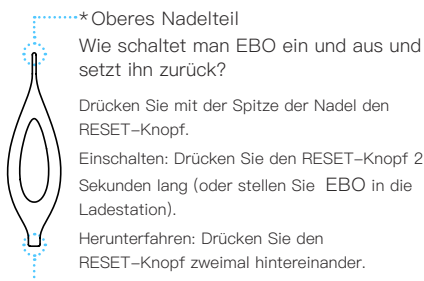 *Oberes Nadelteil
Wie schaltet man EBO ein und aus und
setzt ihn zurück?
Drücken Sie mit der Spitze der Nadel den
RESET-Knopf.
Einschalten: Drücken Sie den RESET-Knopf 2
Sekunden lang (oder stellen Sie EBO in die
Ladestation).
Herunterfahren: Drücken Sie den
RESET-Knopf zweimal hintereinander.